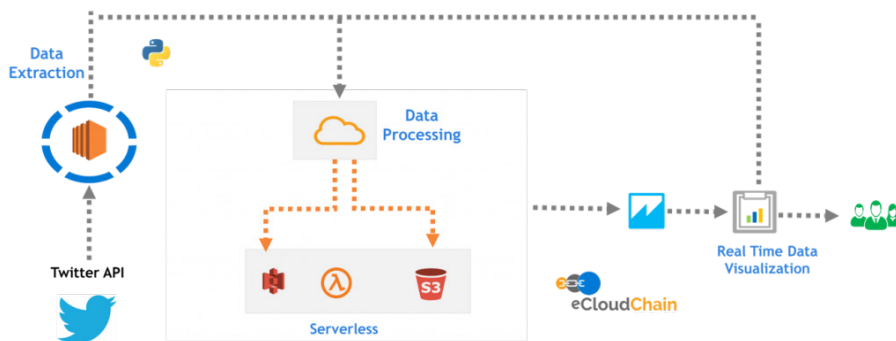 Data
Extraction
Data
Processing
Twitter API
S3
Serverless
eCloudChain
Real Time Data
Visualization